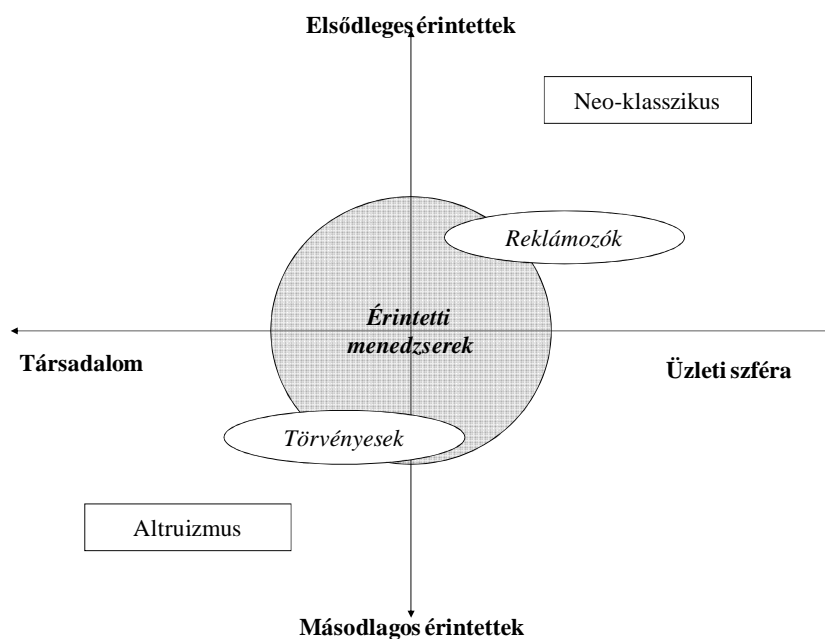 Elsődleges érintettek
Neo-klasszikus
Reklámozók
Érintetti
menedzserek
Társadalom
Üzleti szféra
Törvényesek
Altruizmus
Másodlagos érintettek